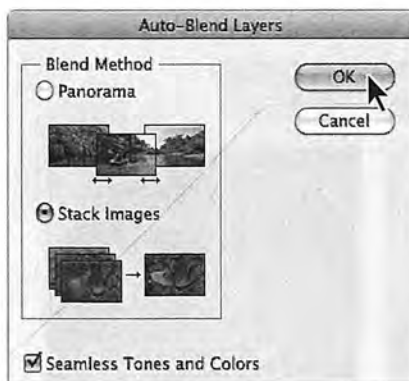 Auto-Blend Layers
Blend Method
Panorama
Stack Images
Seamless Tones and Colors
OK
Cancel